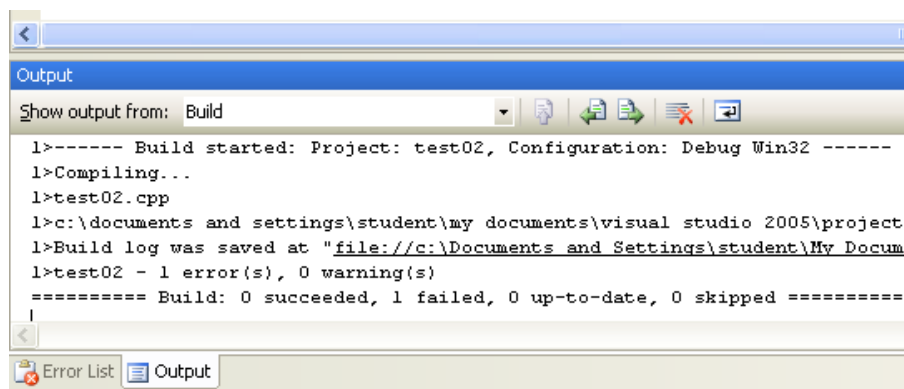 Output
Show output from: Build
1>------ Build started: Project: test02, Configuration: Debug Win32 ------
1>Compiling...
1>test02.cpp
1>c:\documents and settings\student\my documents\visual studio 2005\project
1>Build log was saved at "file://c:\Documents and Settings\student\My Docum
1>test02 - 1 error(s), 0 warning(s)
========== Build: 0 succeeded, 1 failed, 0 up-to-date, 0 skipped ==========
Error List Output